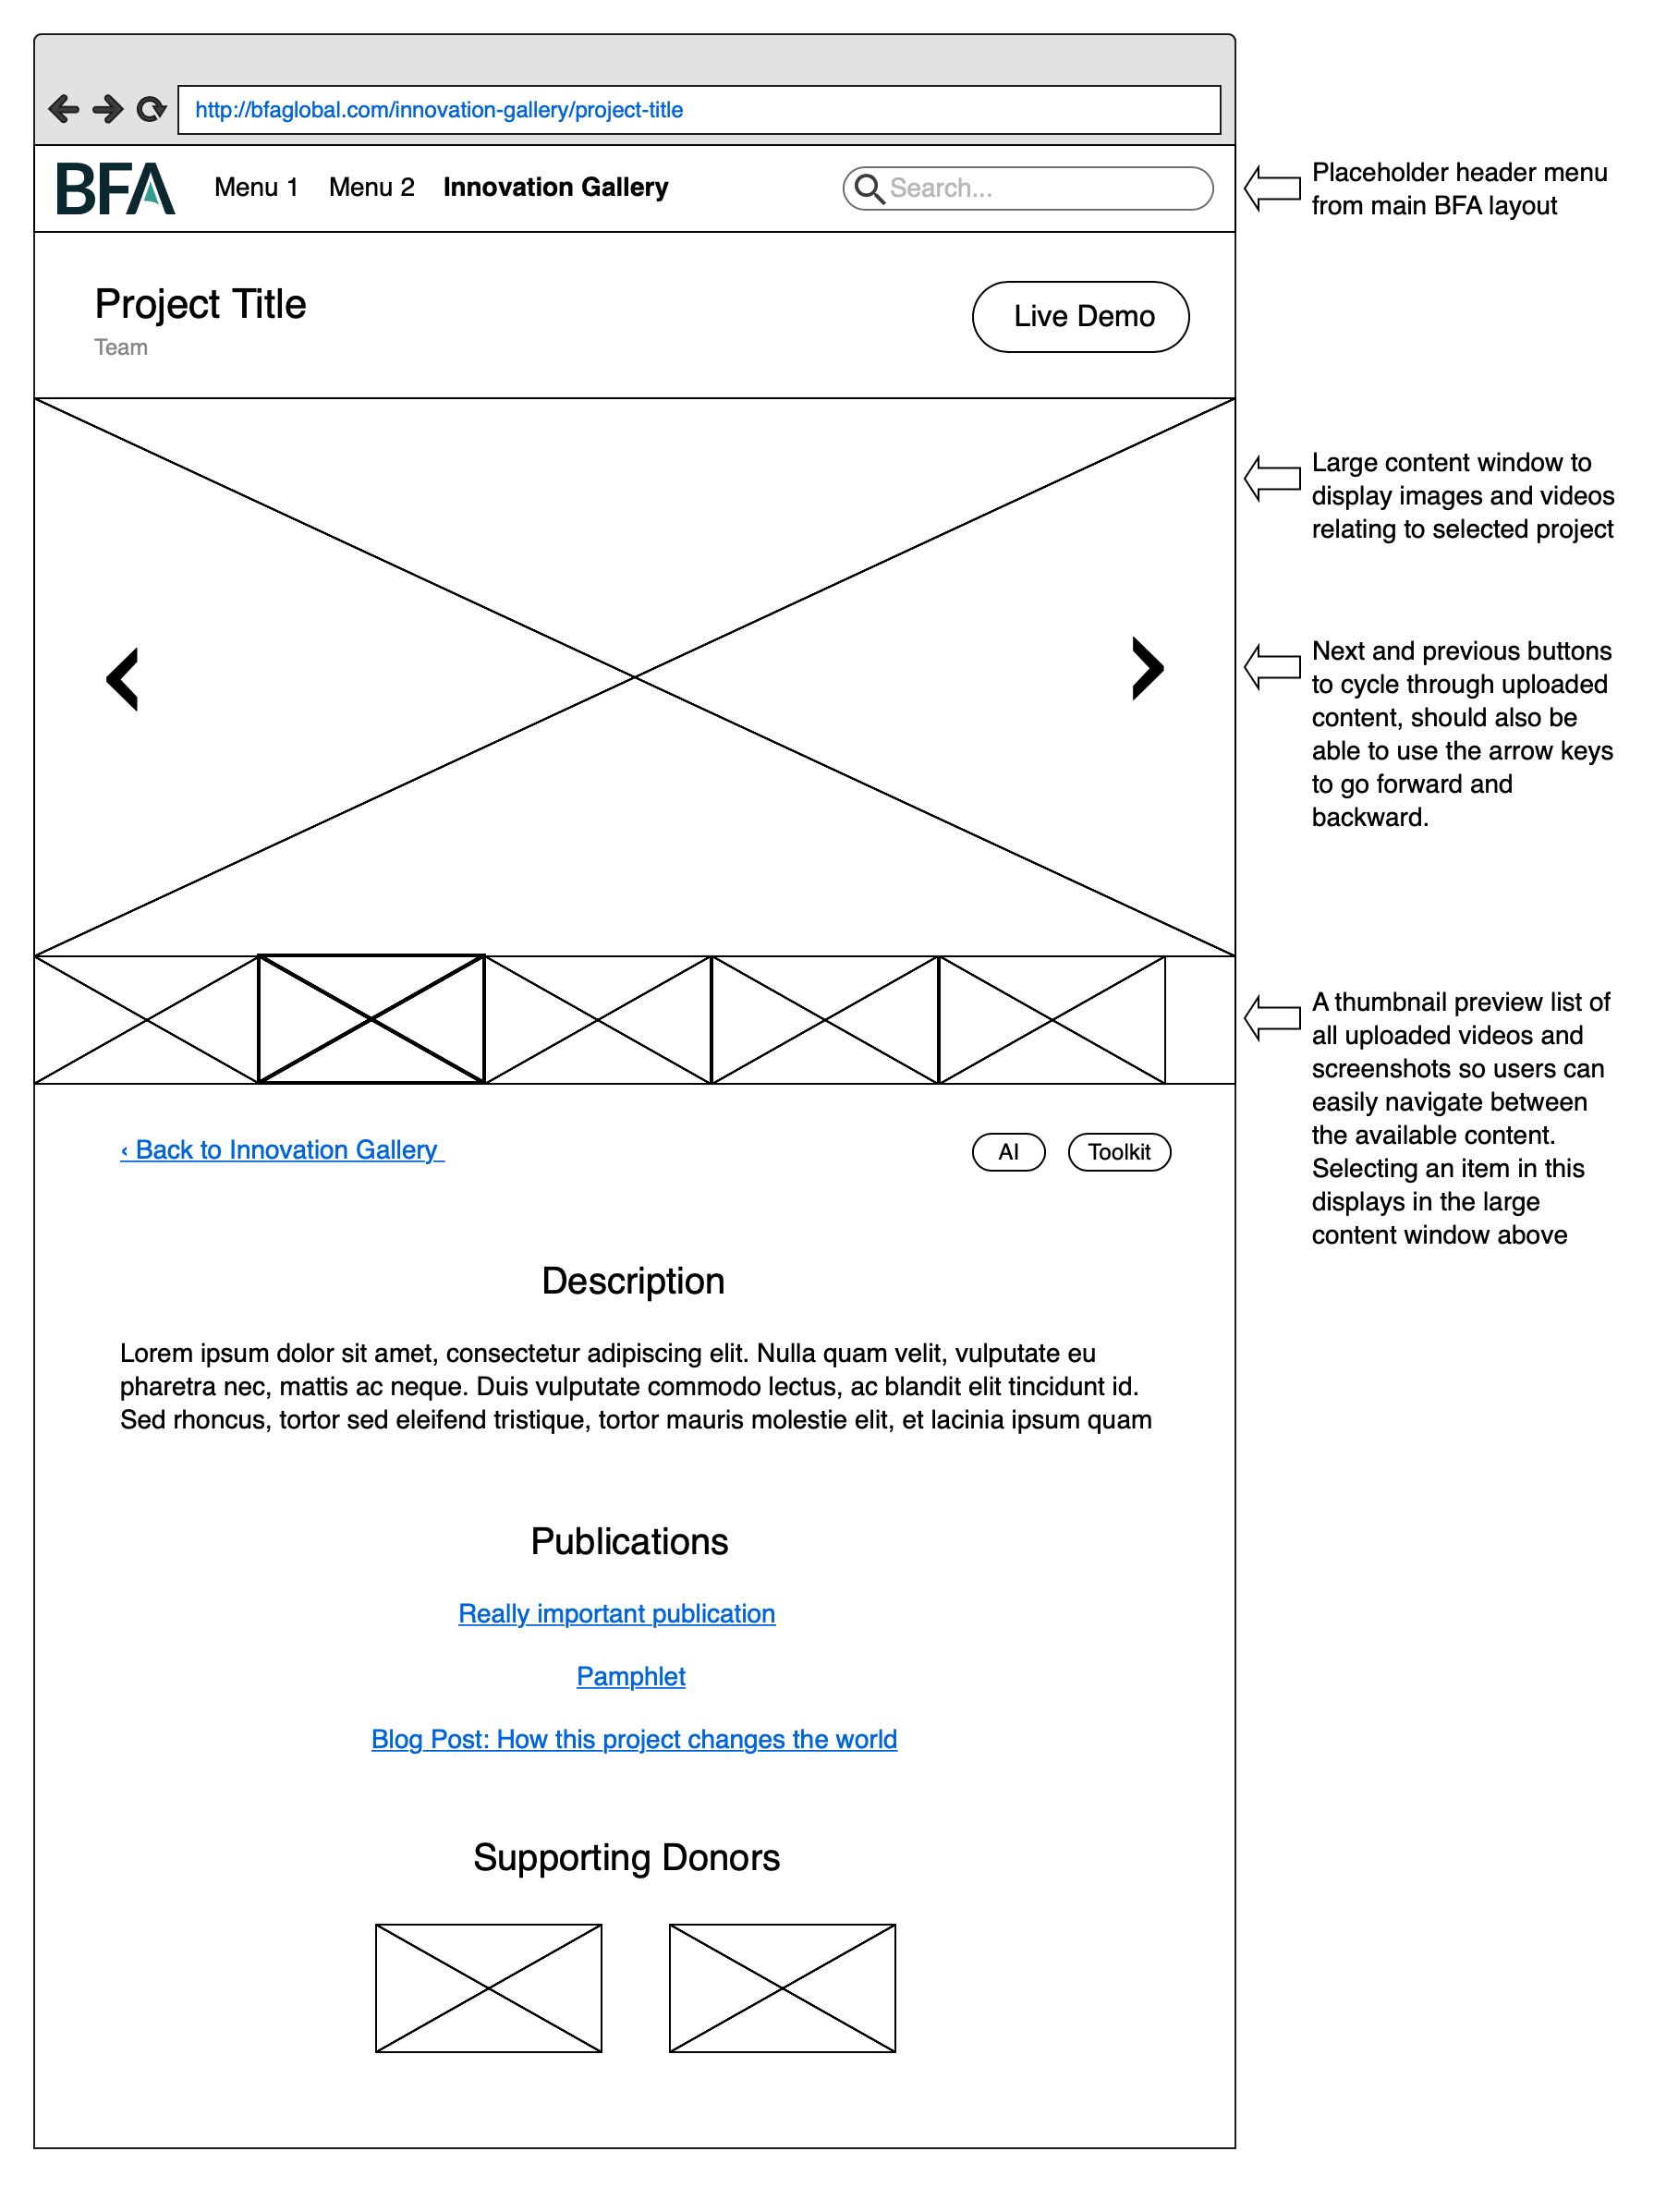 http://bfaglobal.com/innovation-gallery/project-title
BFA
Menu 1
Menu 2
Innovation Gallery
Search...
Placeholder header menu
from main BFA layout
Project Title
Team
Live Demo
Large content window to
display images and videos
relating to selected project
Next and previous buttons
to cycle through uploaded
content, should also be
able to use the arrow keys
to go forward and
backward.
A thumbnail preview list of
all uploaded videos and
screenshots so users can
easily navigate between
the available content.
Selecting an item in this
displays in the large
content window above
‹ Back to Innovation Gallery
AI
Toolkit
Description
Lorem ipsum dolor sit amet, consectetur adipiscing elit. Nulla quam velit, vulputate eu
pharetra nec, mattis ac neque. Duis vulputate commodo lectus, ac blandit elit tincidunt id.
Sed rhoncus, tortor sed eleifend tristique, tortor mauris molestie elit, et lacinia ipsum quam
Publications
Really important publication
Pamphlet
Blog Post: How this project changes the world
Supporting Donors